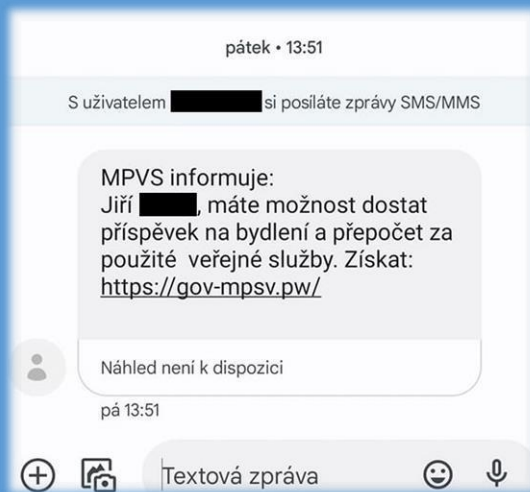 pátek • 13:51
S uživatelem si posíláte zprávy SMS/MMS
MPVS informuje:
Jiří , máte možnost dostat
příspěvek na bydlení a přepočet za
použité veřejné služby. Získat:
https://gov-mpsv.pw/
Náhled není k dispozici
pá 13:51
Textová zpráva